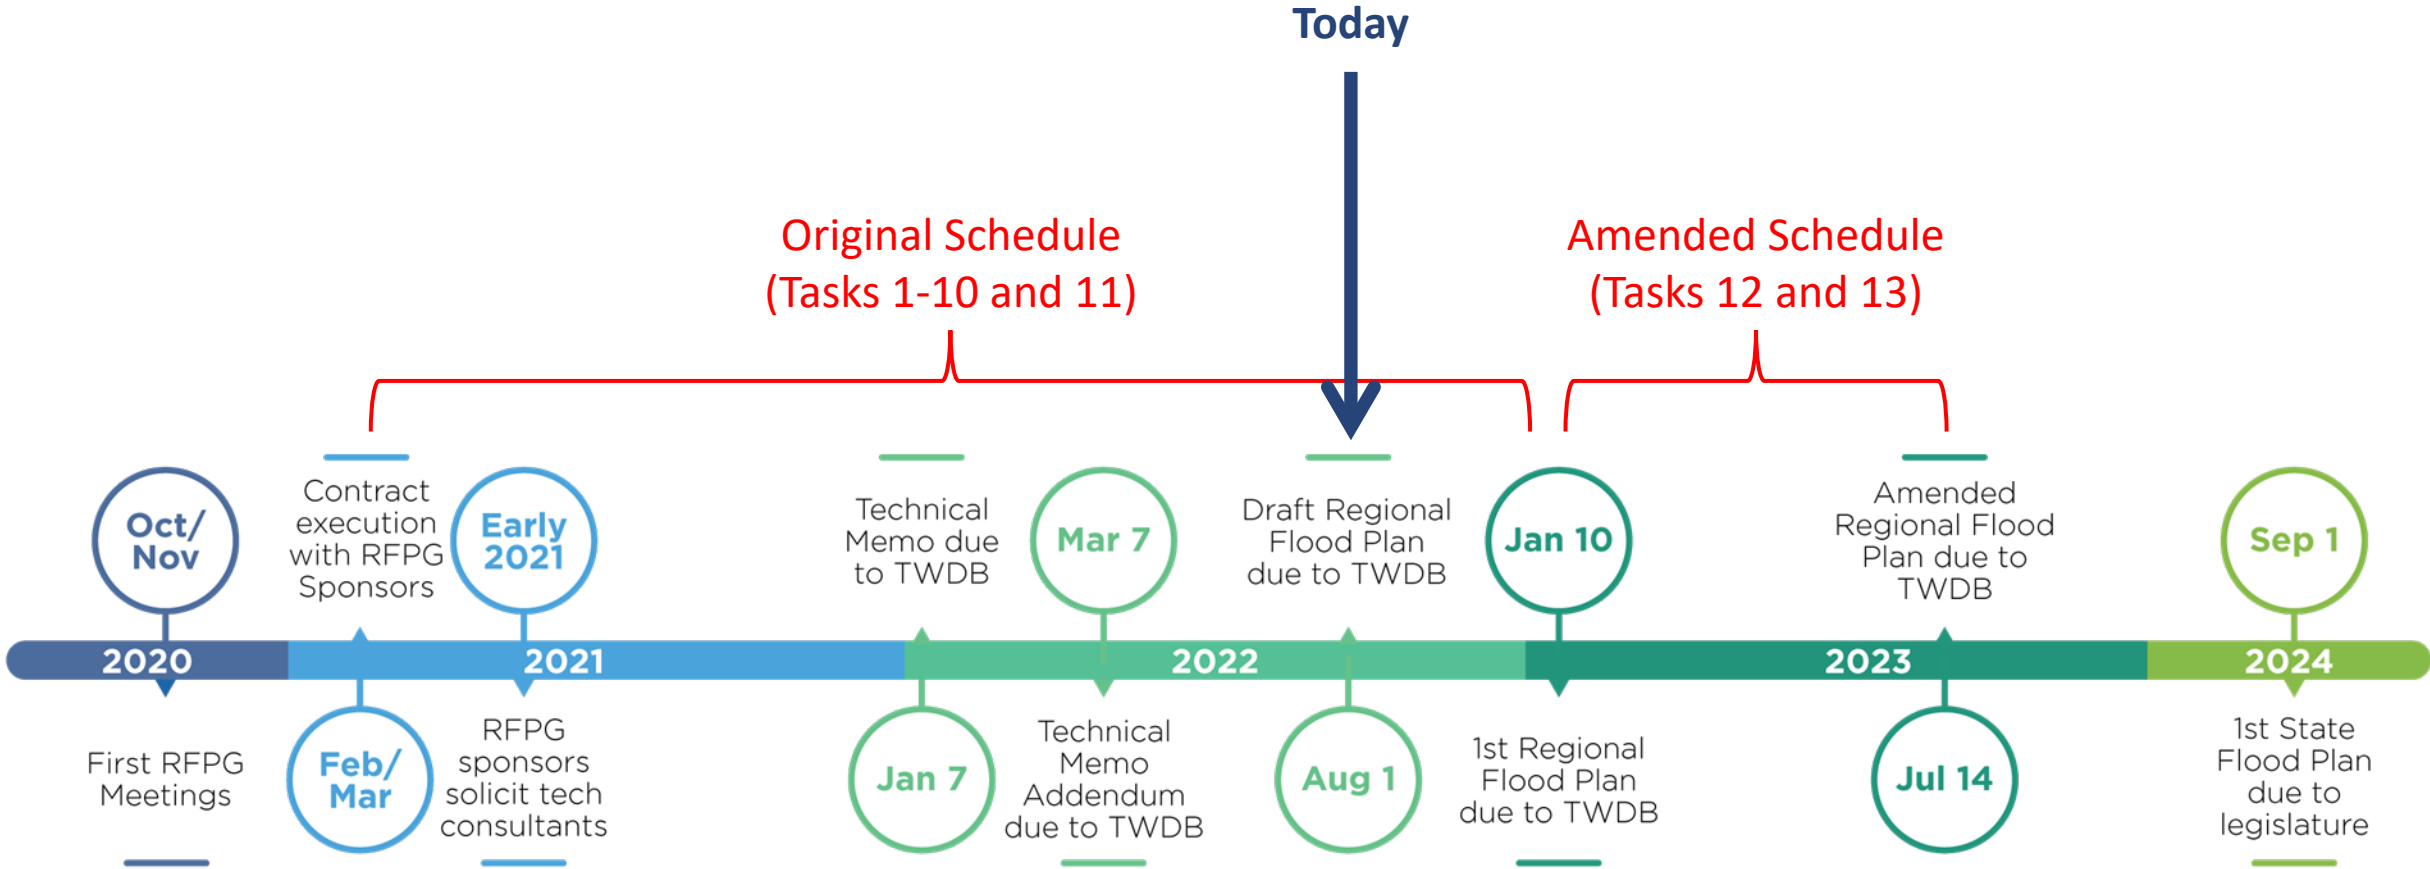 Today
Original Schedule
(Tasks 1-10 and 11)
Amended Schedule
(Tasks 12 and 13)
Oct/
Nov
Contract
execution
with RFPG
Sponsors
Early
2021
Technical
Memo due
to TWDB
Mar 7
Draft Regional
Flood Plan
due to TWDB
Jan 10
Amended
Regional Flood
Plan due to
TWDB
Sep 1
2020
2021
2022
2023
2024
First RFPG
Meetings
Feb/
Mar
RFPG
sponsors
solicit tech
consultants
Jan 7
Technical
Memo
Addendum
due to TWDB
Aug 1
1st Regional
Flood Plan
due to TWDB
Jul 14
1st State
Flood Plan
due to
legislature